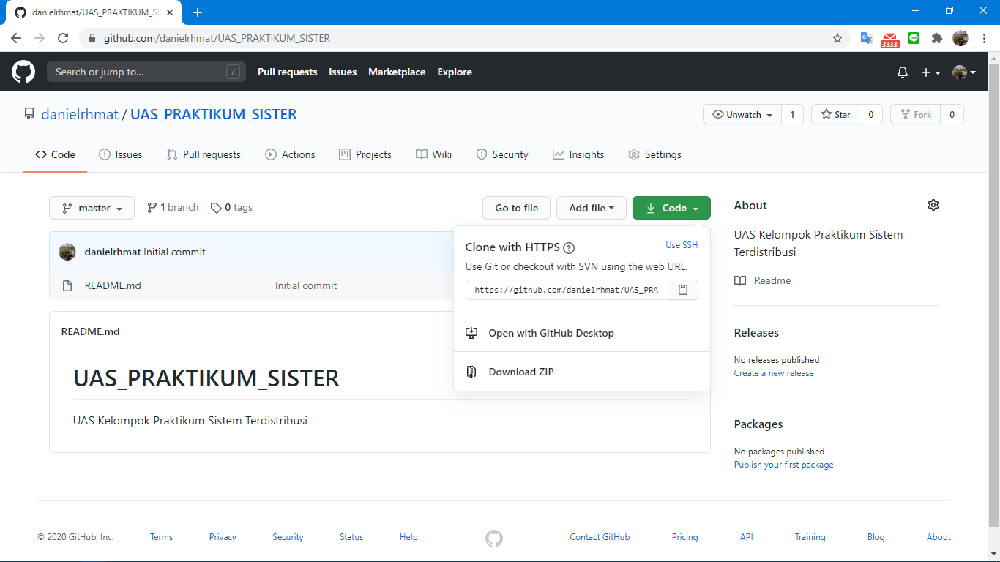 danielrhmat/UAS_PRAKTIKUM_S
github.com/danielrhmat/UAS_PRAKTIKUM_SISTER
3333
Search or jump to... /
Pull requests Issues Marketplace Explore
danielrhmat / UAS_PRAKTIKUM_SISTER
Unwatch 1 Star 0 Fork 0
Code Issues Pull requests Actions Projects Wiki Security Insights Settings
master 1 branch 0 tags
Go to file Add file Code
danielrhmat Initial commit
README.md Initial commit
Clone with HTTPS ? Use SSH
Use Git or checkout with SVN using the web URL.
https://github.com/danielrhmat/UAS_PRA
Open with GitHub Desktop
Download ZIP
README.md
UAS_PRAKTIKUM_SISTER
UAS Kelompok Praktikum Sistem Terdistribusi
About
UAS Kelompok Praktikum Sistem
Terdistribusi
Readme
Releases
No releases published
Create a new release
Packages
No packages published
Publish your first package
© 2020 GitHub, Inc. Terms Privacy Security Status Help Contact GitHub Pricing API Training Blog About